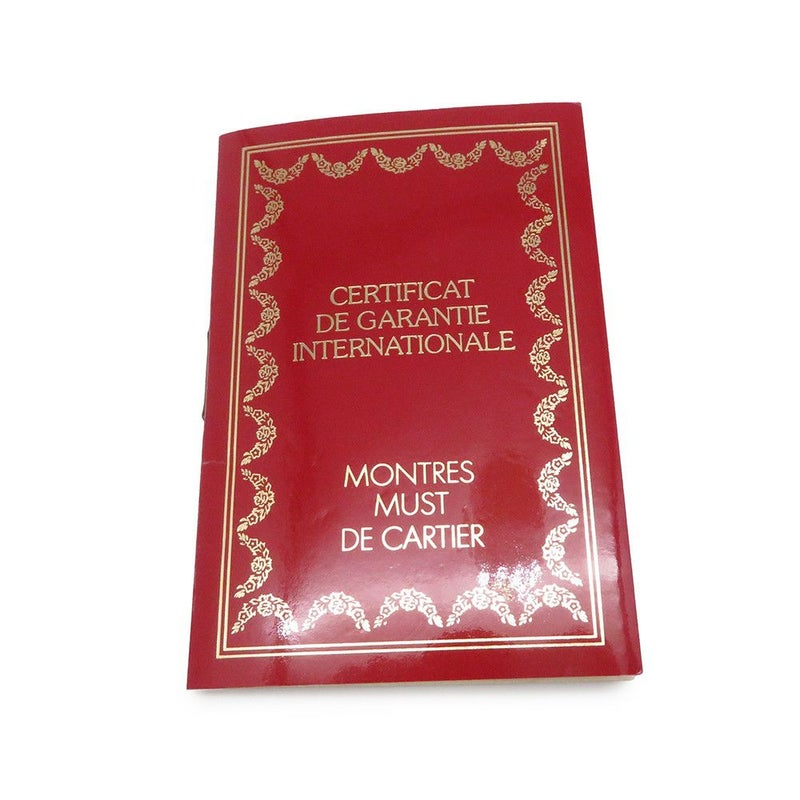 CERTIFICAT
DE GARANTIE
INTERNATIONALE
MONTRES
MUST
DE CARTIER